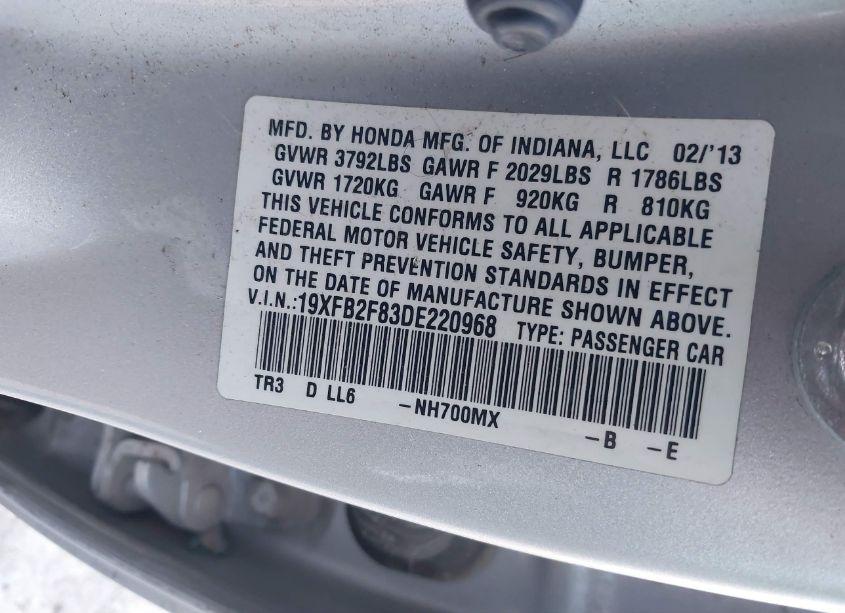 MFD. BY HONDA MFG. OF INDIANA, LLC 02/'13
GVWR 3792LBS GAWR F 2029LBS R 1786LBS
GVWR 1720KG GAWR F 920KG R 810KG
THIS VEHICLE CONFORMS TO ALL APPLICABLE
FEDERAL MOTOR VEHICLE SAFETY, BUMPER,
AND THEFT PREVENTION STANDARDS IN EFFECT
ON THE DATE OF MANUFACTURE SHOWN ABOVE.
V.I.N.:19XFB2F83DE220968 TYPE: PASSENGER CAR
TR3 D LL6 -NH700MX -B -E